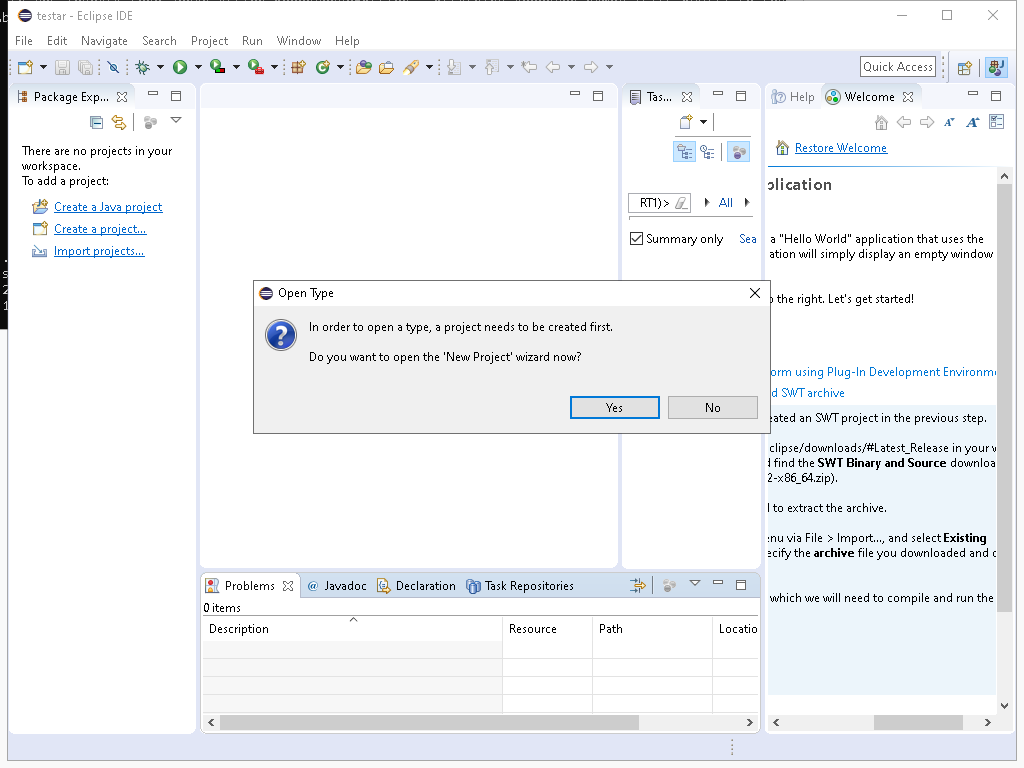 testar - Eclipse IDE
File Edit Navigate Search Project Run Window Help
Quick Access
Package Exp...
There are no projects in your
workspace.
To add a project:
Create a Java project
Create a project...
Import projects...
Tas...
RT1)> All
Summary only Sea
Help Welcome
Restore Welcome
plication
a "Hello World" application that uses the
ation will simply display an empty window
the right. Let's get started!
orm using Plug-In Development Environme
d SWT archive
eated an SWT project in the previous step.
clipse/downloads/#Latest_Release in your w
find the SWT Binary and Source downloa
2-x86_64.zip).
to extract the archive.
enu via File > Import..., and select Existing
ecify the archive file you downloaded and c
which we will need to compile and run the
Open Type
In order to open a type, a project needs to be created first.
Do you want to open the 'New Project' wizard now?
Yes No
Problems Javadoc Declaration Task Repositories
0 items
Description Resource Path Locatio